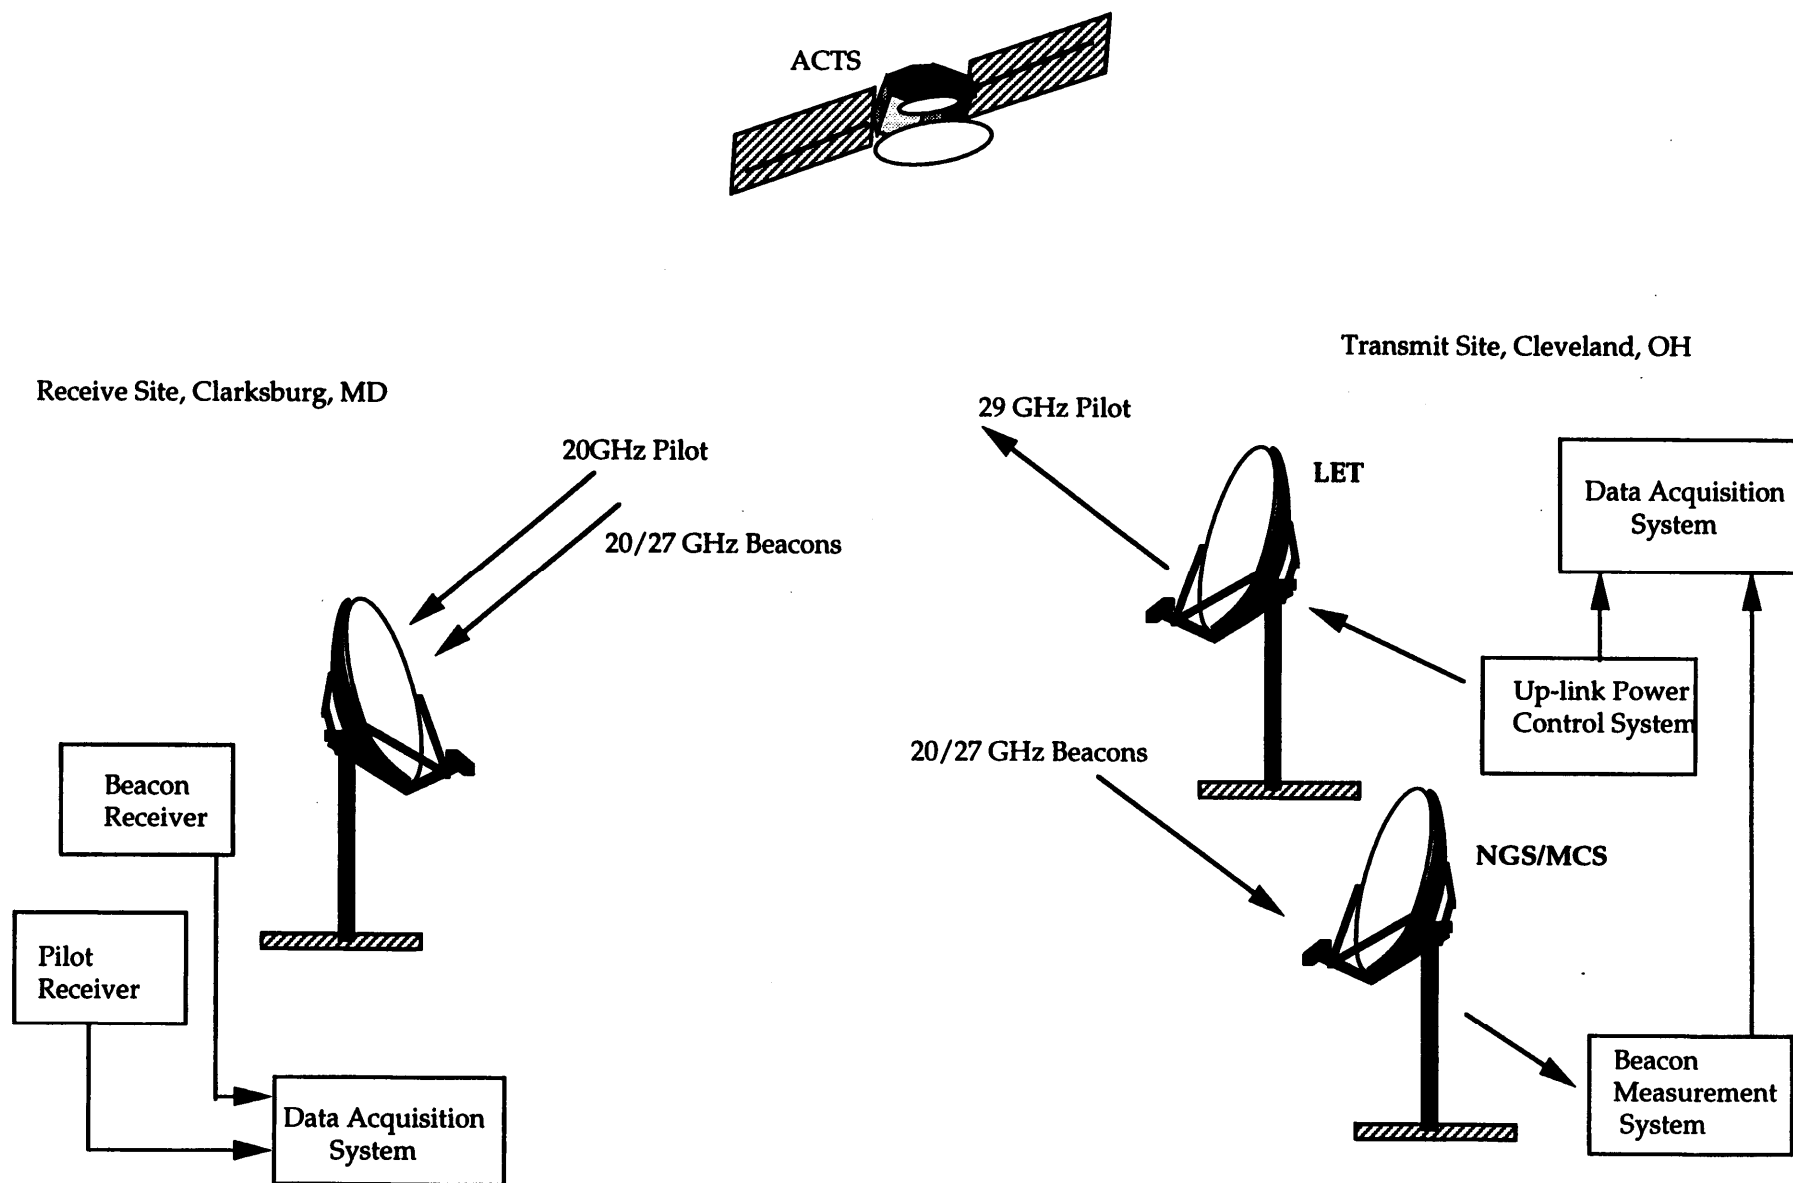 ACTS
Transmit Site, Cleveland, OH
Receive Site, Clarksburg, MD
29 GHz Pilot
20GHz Pilot
20/27 GHz Beacons
LET
Data Acquisition
System
Up-link Power
Control System
20/27 GHz Beacons
Beacon
Receiver
NGS/MCS
Pilot
Receiver
Beacon
Measurement
System
Data Acquisition
System